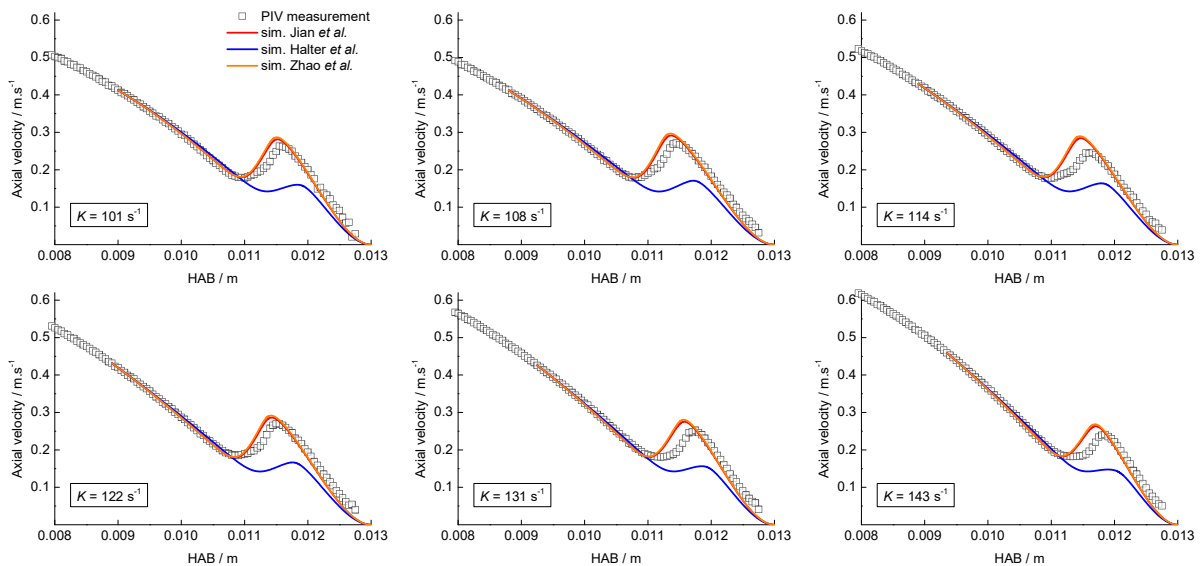 PIV measurement
sim. Jian et al.
sim. Halter et al.
sim. Zhao et al.
Axial velocity / m.s-1
0.6
0.5
0.4
0.3
0.2
0.1
K = 101 s-1
0.008 0.009 0.010 0.011 0.012 0.013
HAB / m
Axial velocity / m.s-1
0.6
0.5
0.4
0.3
0.2
0.1
K = 108 s-1
0.008 0.009 0.010 0.011 0.012 0.013
HAB / m
Axial velocity / m.s-1
0.6
0.5
0.4
0.3
0.2
0.1
K = 114 s-1
0.008 0.009 0.010 0.011 0.012 0.013
HAB / m
Axial velocity / m.s-1
0.6
0.5
0.4
0.3
0.2
0.1
K = 122 s-1
0.008 0.009 0.010 0.011 0.012 0.013
HAB / m
Axial velocity / m.s-1
0.6
0.5
0.4
0.3
0.2
0.1
K = 131 s-1
0.008 0.009 0.010 0.011 0.012 0.013
HAB / m
Axial velocity / m.s-1
0.6
0.5
0.4
0.3
0.2
0.1
K = 143 s-1
0.008 0.009 0.010 0.011 0.012 0.013
HAB / m